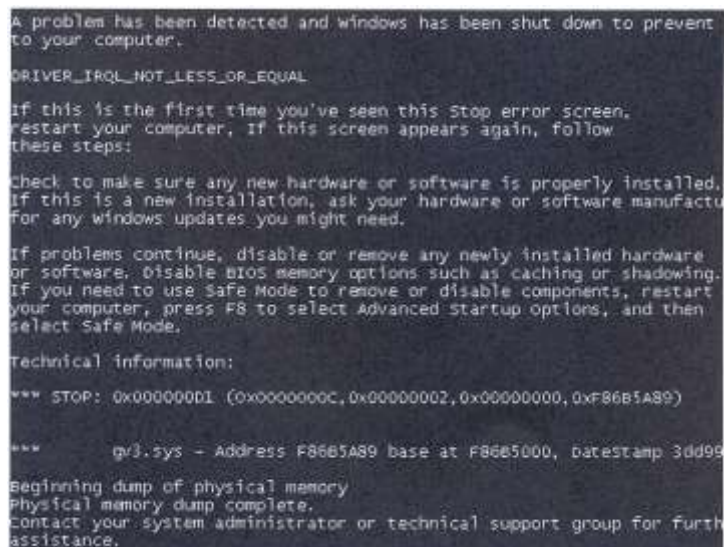 A problem has been detected and windows has been shut down to prevent
to your computer.
DRIVER_IRQL_NOT_LESS_OR_EQUAL
If this is the first time you've seen this Stop error screen,
restart your computer, If this screen appears again, follow
these steps:
Check to make sure any new hardware or software is properly installed.
If this is a new installation, ask your hardware or software manufactu
for any windows updates you might need.
If problems continue, disable or remove any newly installed hardware
or software. Disable BIOS memory options such as caching or shadowing.
If you need to use Safe Mode to remove or disable components, restart
your computer, press F8 to select Advanced Startup Options, and then
select Safe Mode.
Technical information:
*** STOP: 0x000000D1 (0x0000000C,0x00000002,0x00000000,0xF86B5A89)
*** gv3.sys - Address F86B5A89 base at F86B5000, DateStamp 3dd99
Beginning dump of physical memory
Physical memory dump complete.
Contact your system administrator or technical support group for furth
assistance.